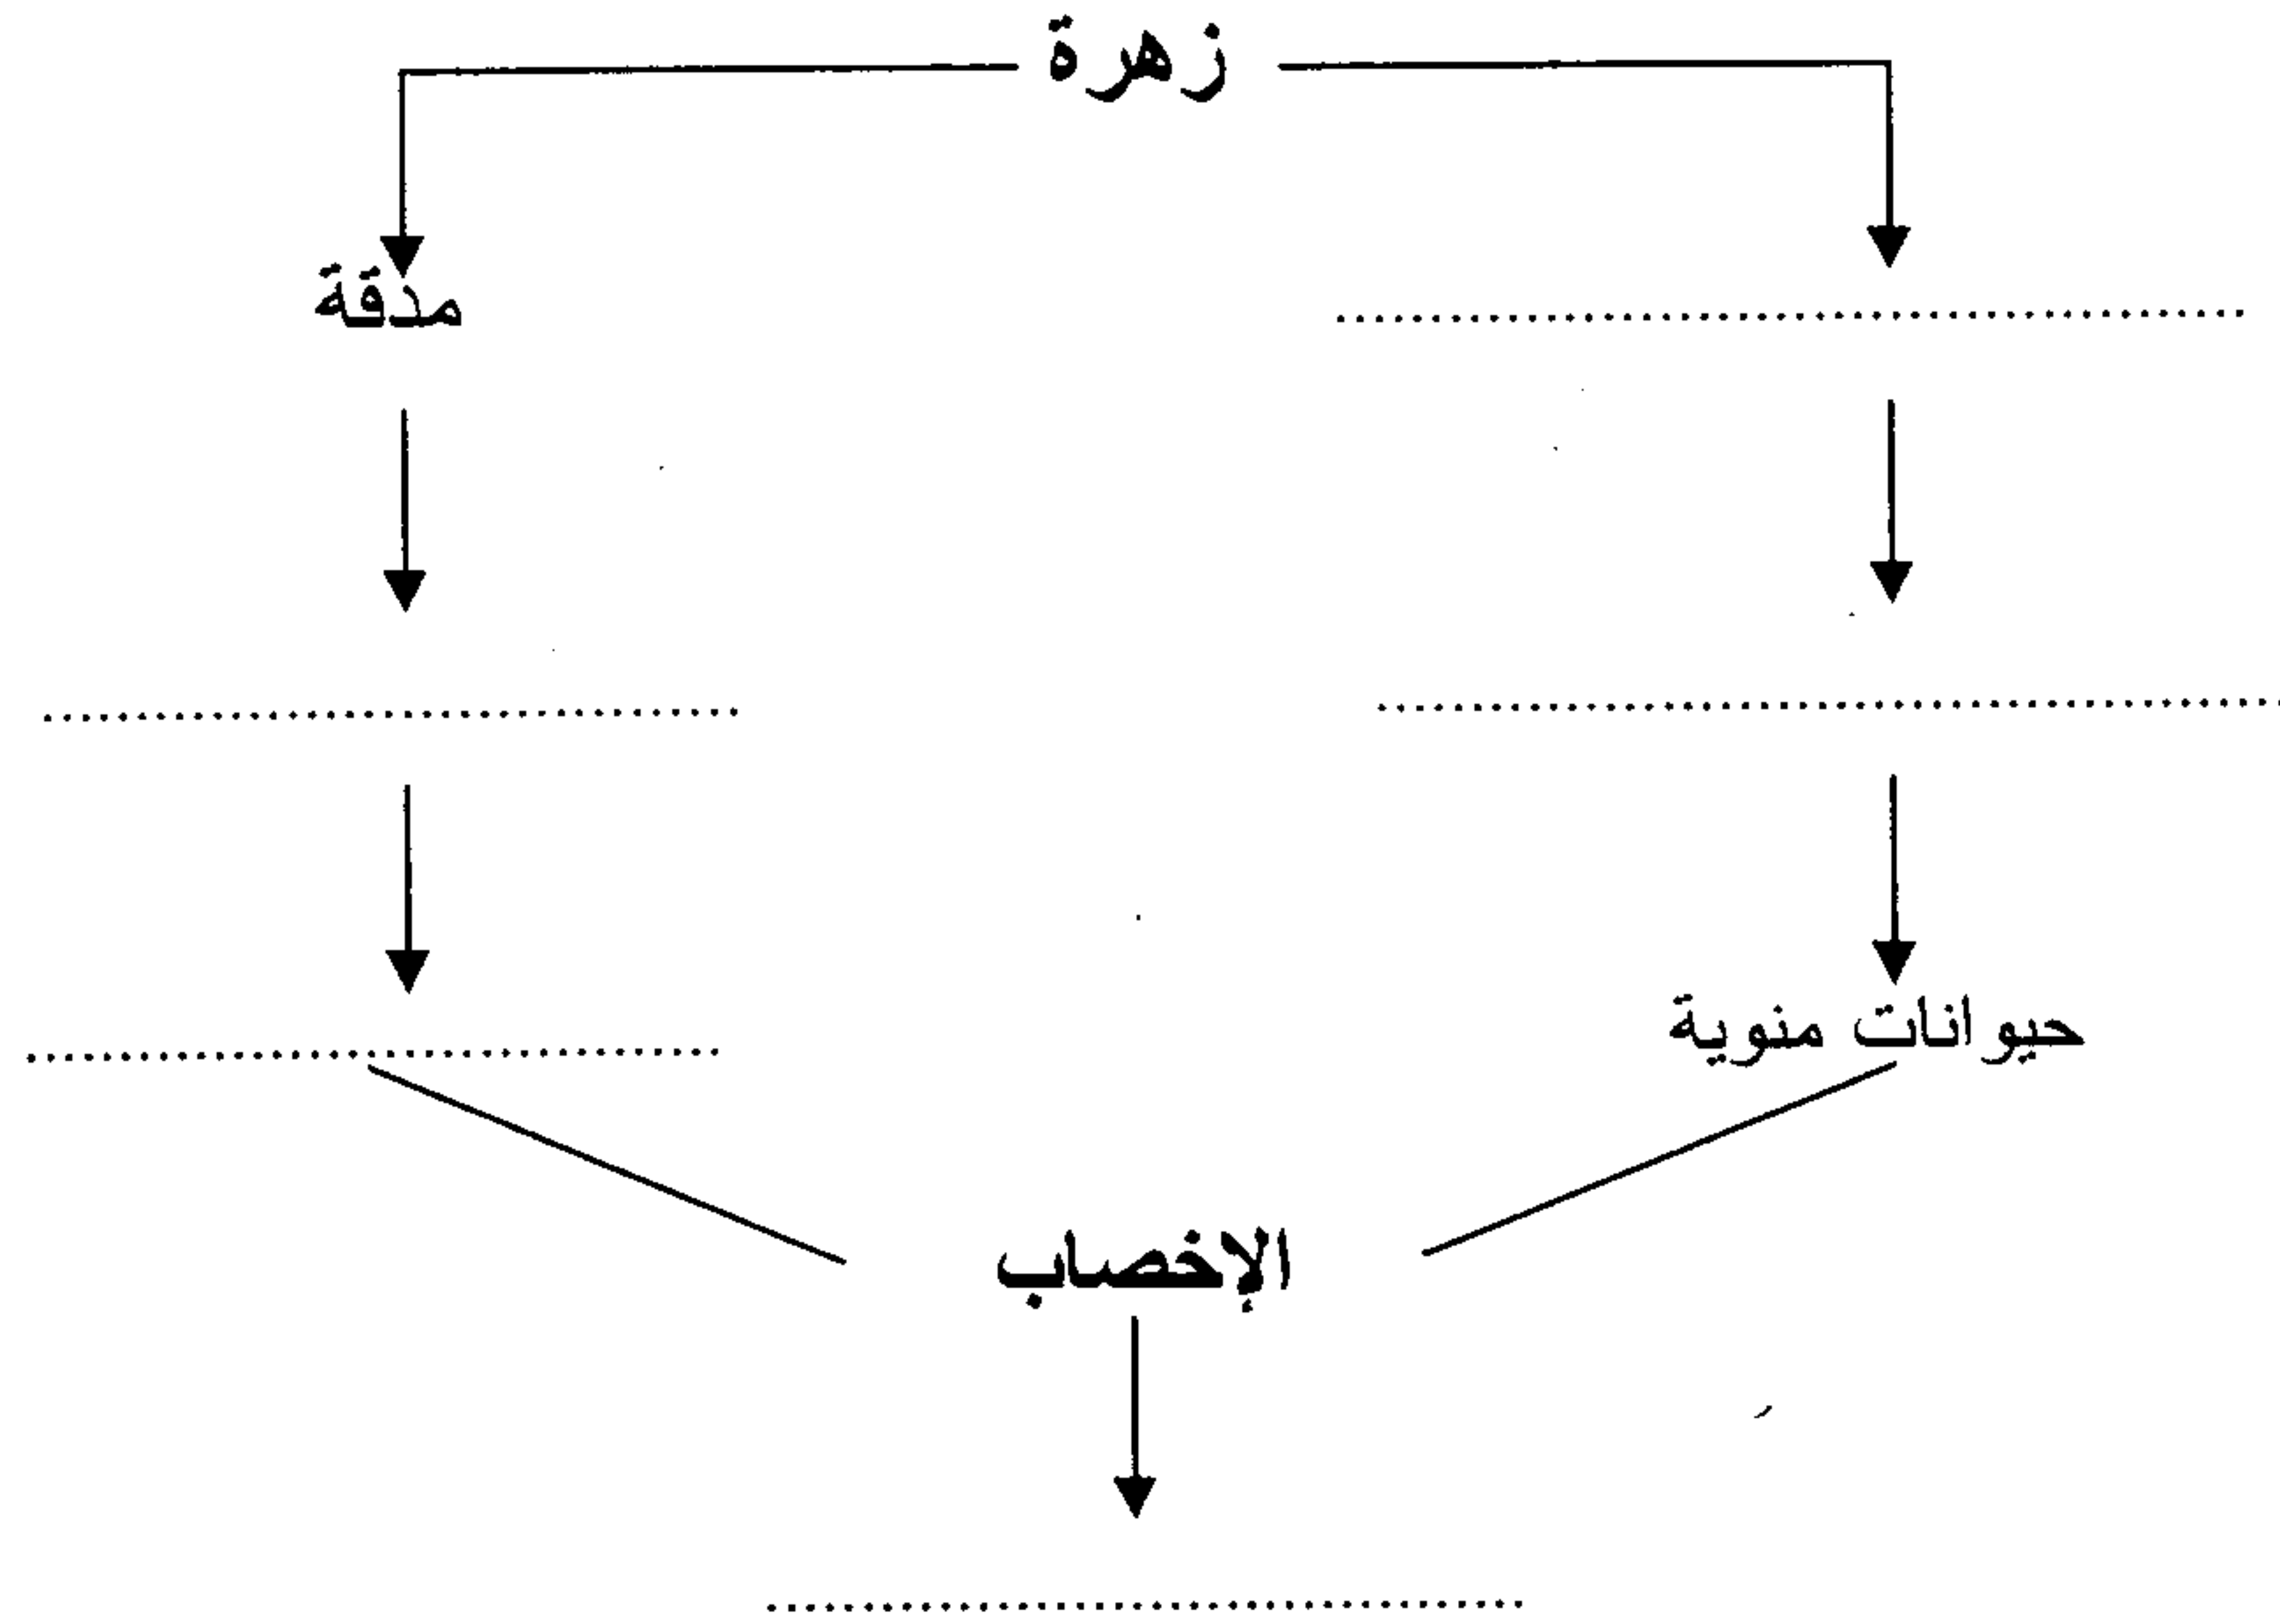 زهرة
مدقة
حيوانات منوية
الإخصاب